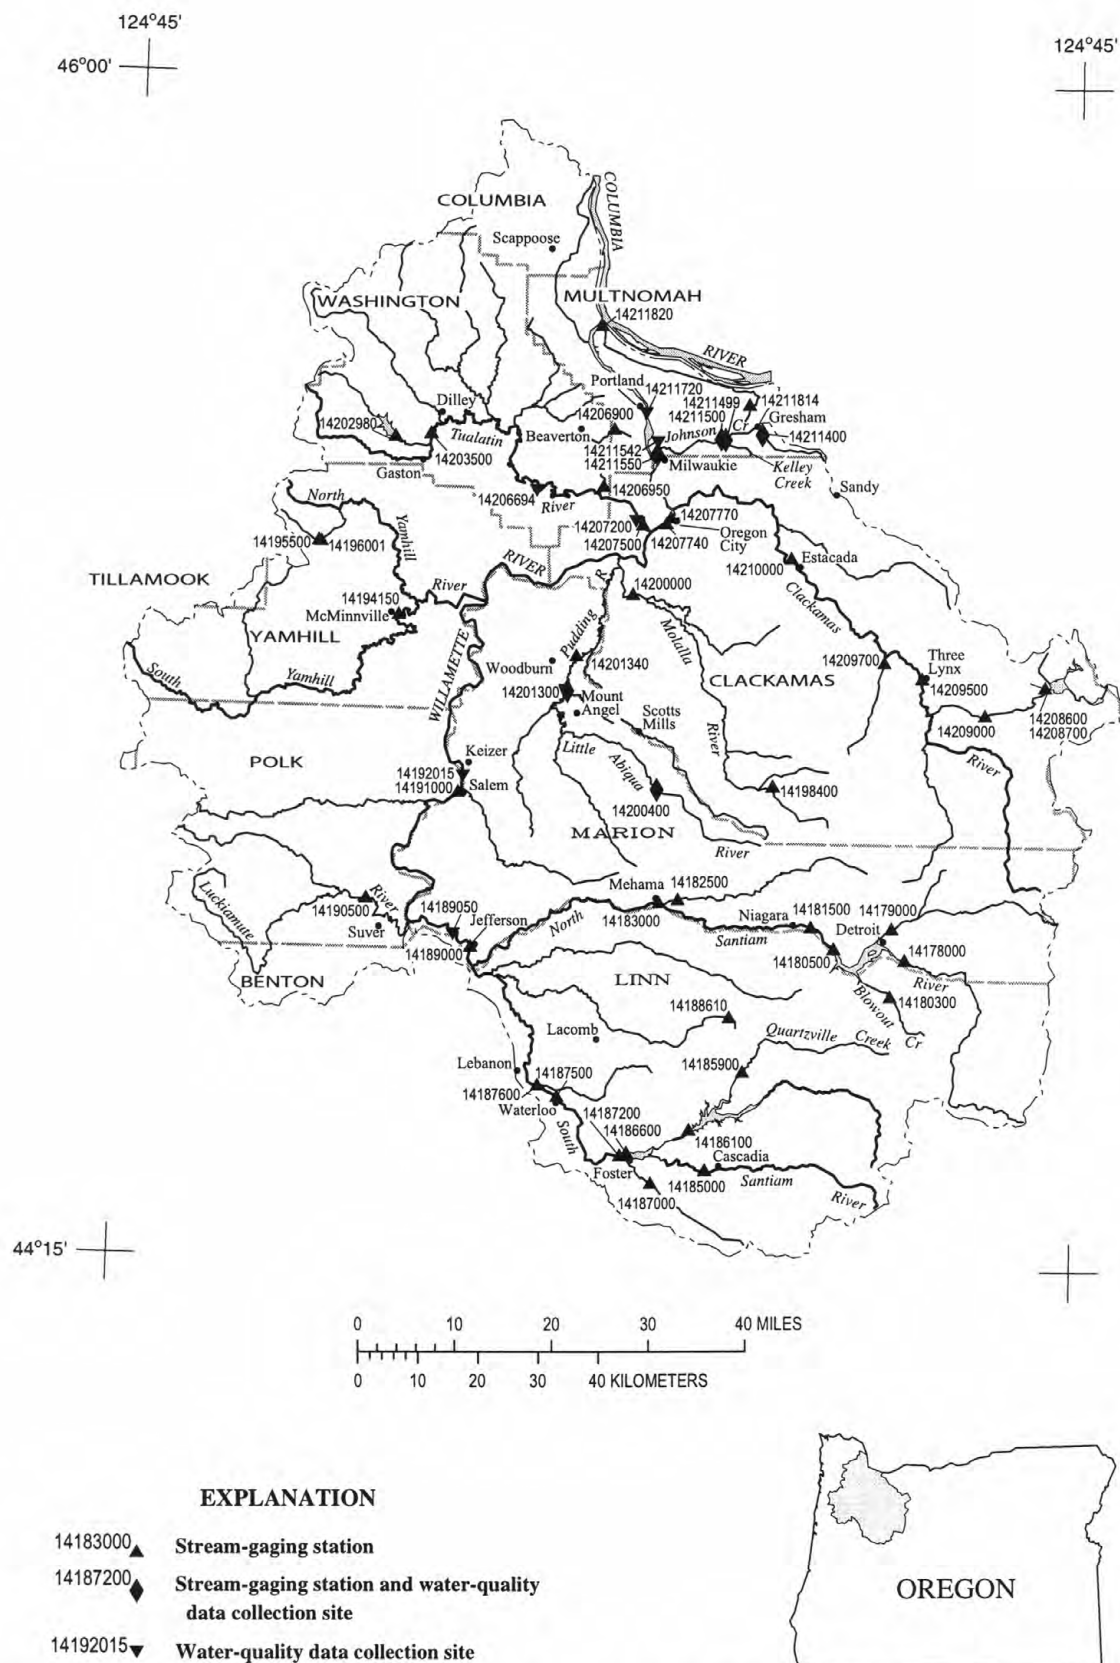 124°45'
124°45'
46°00'
COLUMBIA
COLUMBIA
Scappoose
WASHINGTON
MULTNOMAH
14211820
RIVER
Portland
14211720
14211499
14211814
Dilley
14206900
14211500
Cr
Gresham
14202980
Beaverton
Johnson
14211400
Tualatin
14211542
14203500
14211550
Milwaukie
Kelley
Creek
Gaston
Sandy
North
14206694
14206950
River
Yamhill
14207200
14207770
14195500
14196001
14207500
Oregon
City
14207740
RIVER
Estacada
14210000
TILLAMOOK
R
River
14200000
14194150
McMinnville
Clackamas
YAMHILL
Pudding
Molalla
WILLAMETTE
Woodburn
14201340
14209700
Three
Lynx
South
Yamhill
CLACKAMAS
14209500
14201300
Mount
Angel
Scotts
Mills
14208600
14208700
14209000
River
POLK
Keizer
Little
River
14192015
Abiqua
14191000
Salem
14198400
14200400
MARION
River
Mehama
14182500
Luckiamute
River
14190500
14189050
Jefferson
North
14183000
Niagara
14181500
14179000
Suver
Detroit
Santiam
14189000
14180500
14178000
BENTON
LINN
River
Blowout
14180300
14188610
Quartzville
Creek
Cr
Lacomb
Lebanon
14187500
14185900
14187600
Waterloo
14187200
14186600
South
14186100
Cascadia
Foster
14185000
Santiam
14187000
River
44°15'
0 10 20 30 40 MILES
0 10 20 30 40 KILOMETERS
EXPLANATION
14183000 Stream-gaging station
14187200 Stream-gaging station and water-quality
data collection site
14192015 Water-quality data collection site
OREGON